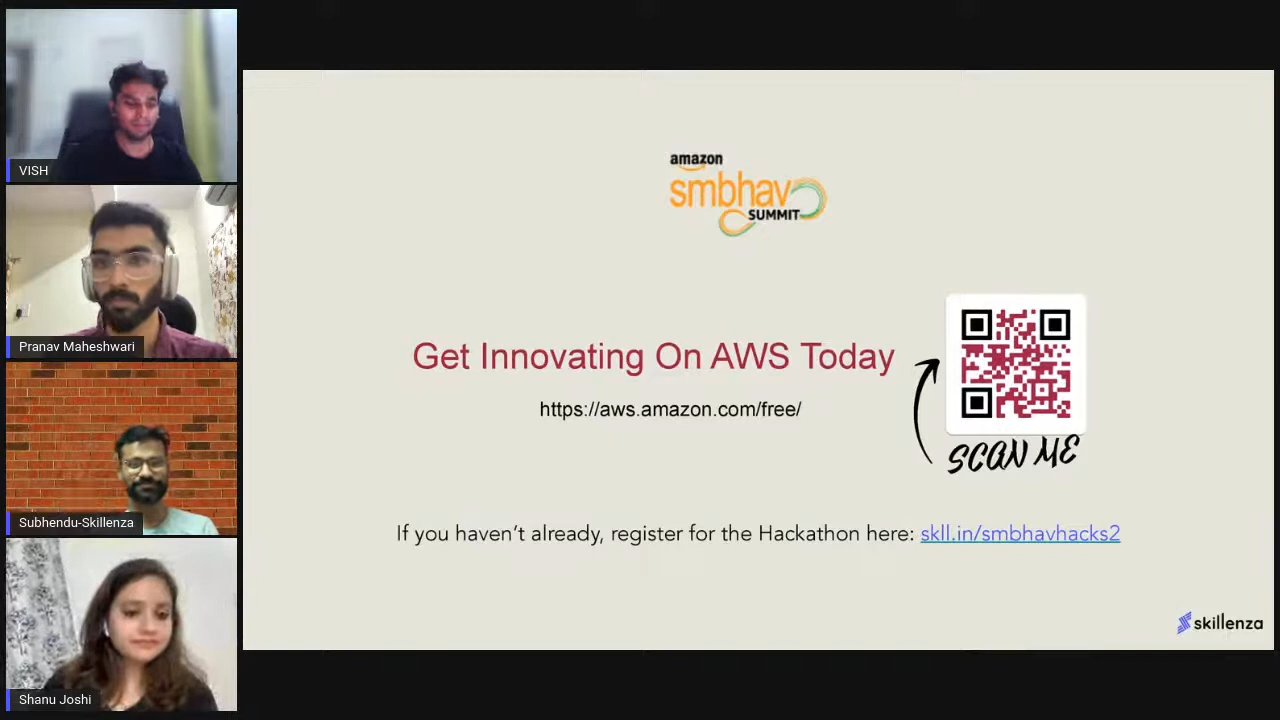 VISH
Pranav Maheshwari
Subhendu-Skillenza
Shanu Joshi
amazon
smbhav
SUMMIT
Get Innovating On AWS Today
https://aws.amazon.com/free/
SCAN ME
If you haven’t already, register for the Hackathon here: skll.in/smbhavhacks2
skillenza